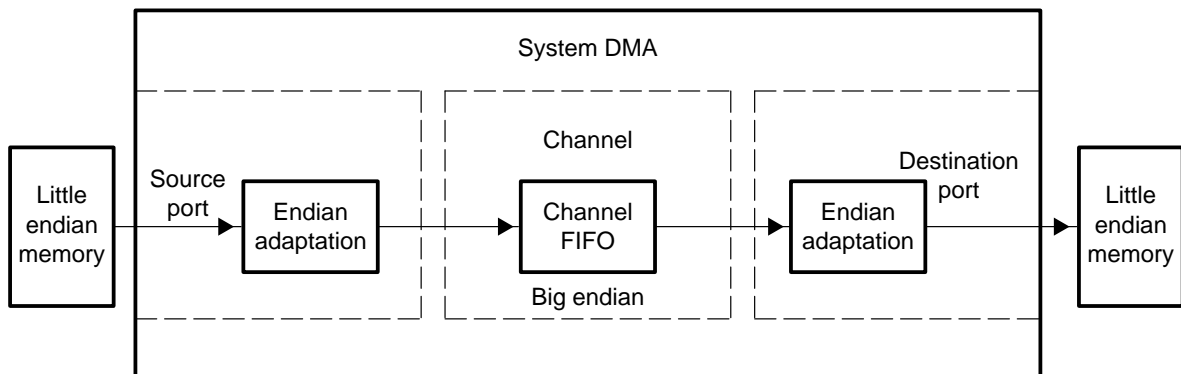 System DMA
Channel
Source
port
Destination
port
Little
endian
memory
Endian
adaptation
Channel
FIFO
Endian
adaptation
Little
endian
memory
Big endian